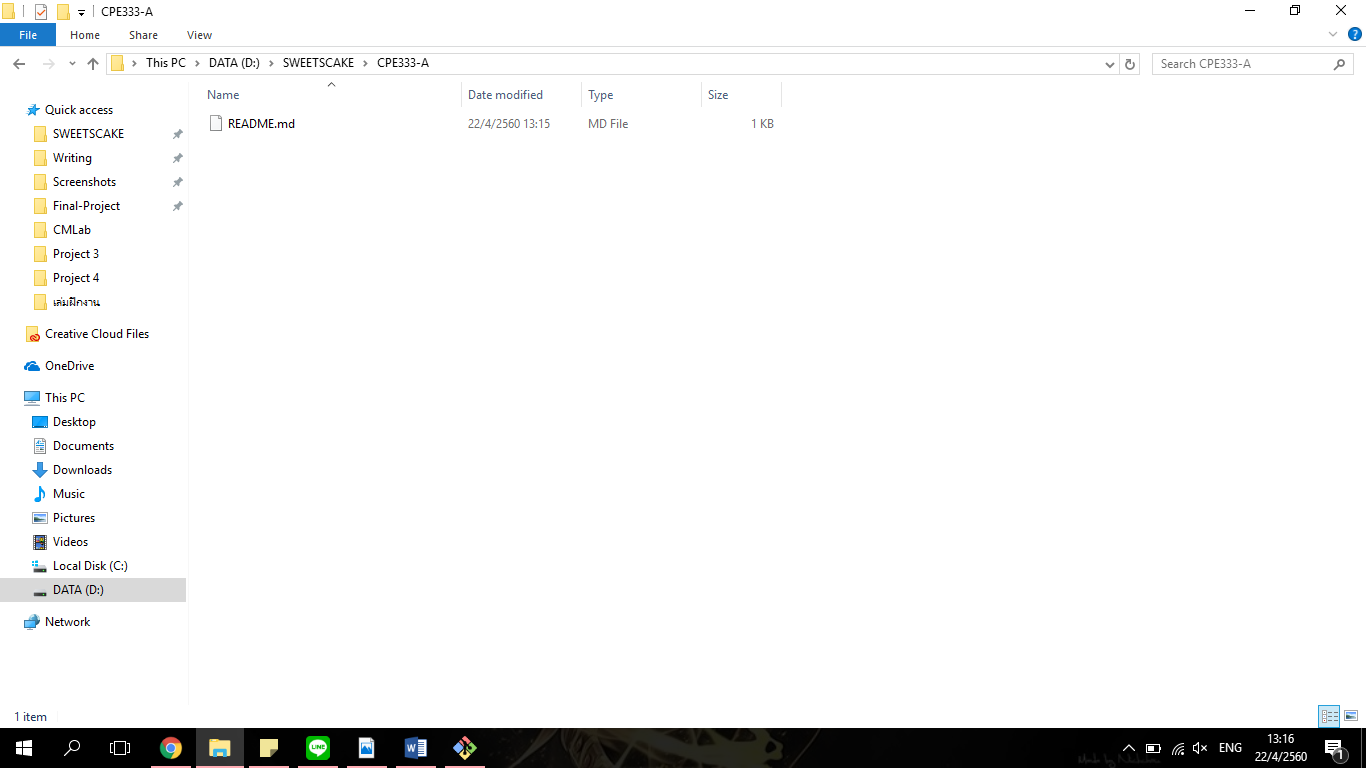 CPE333-A
File Home Share View
This PC DATA (D:) SWEETSCAKE CPE333-A
Search CPE333-A
Name Date modified Type Size
README.md 22/4/2560 13:15 MD File 1 KB
Quick access
SWEETSCAKE
Writing
Screenshots
Final-Project
CMLab
Project 3
Project 4
เล่มฝึกงาน
Creative Cloud Files
OneDrive
This PC
Desktop
Documents
Downloads
Music
Pictures
Videos
Local Disk (C:)
DATA (D:)
Network
1 item
LINE
ENG
13:16
22/4/2560
1